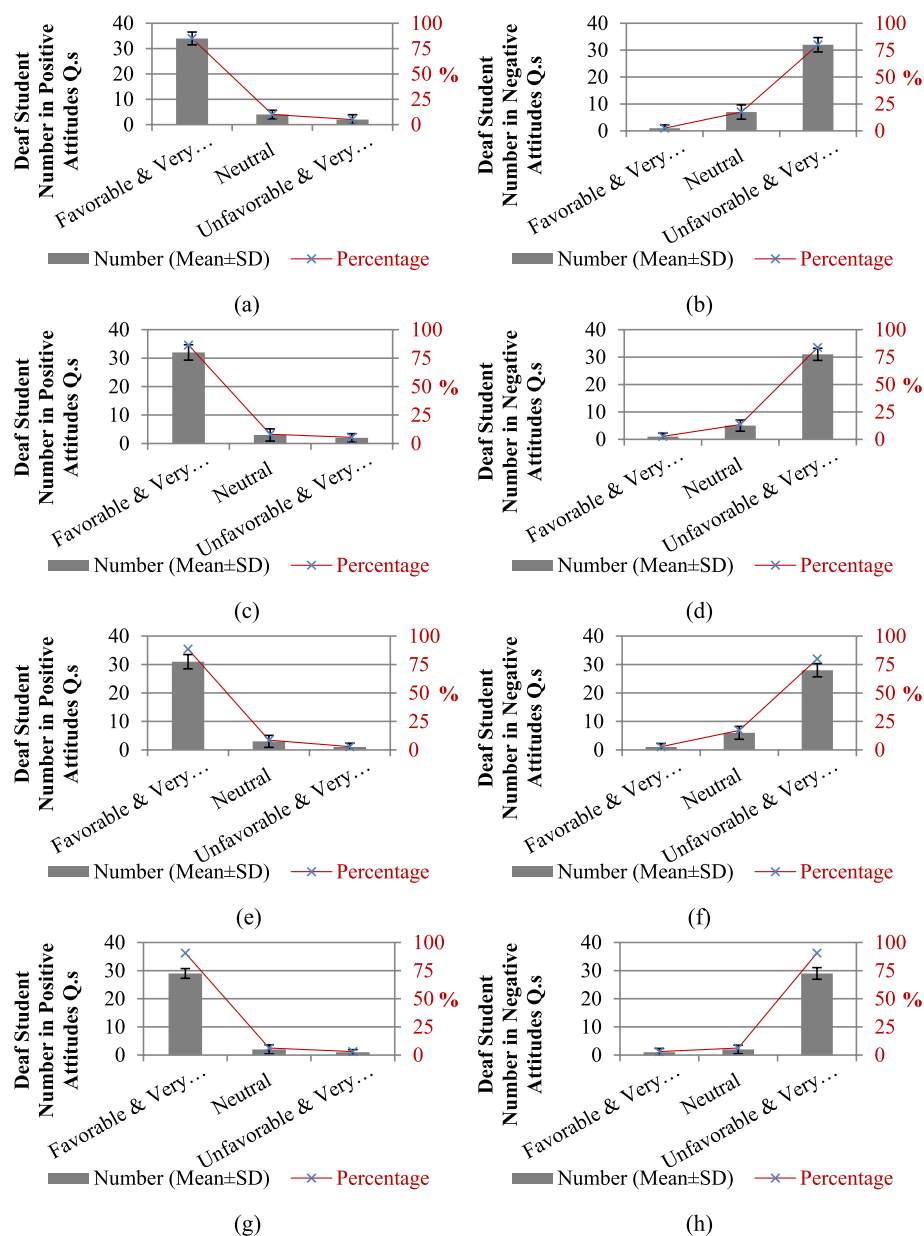 Deaf Student
Number in Positive
Attitudes Q.s
40
30
20
10
0
100
75
50
25
0
%
Favorable & Very…
Neutral
Unfavorable & Very…
Number (Mean±SD)
Percentage
(a)
Deaf Student
Number in Negative
Attitudes Q.s
40
30
20
10
0
100
75
50
25
0
%
Favorable & Very…
Neutral
Unfavorable & Very…
Number (Mean±SD)
Percentage
(b)
Deaf Student
Number in Positive
Attitudes Q.s
40
30
20
10
0
100
75
50
25
0
%
Favorable & Very…
Neutral
Unfavorable & Very…
Number (Mean±SD)
Percentage
(c)
Deaf Student
Number in Negative
Attitudes Q.s
40
30
20
10
0
100
75
50
25
0
%
Favorable & Very…
Neutral
Unfavorable & Very…
Number (Mean±SD)
Percentage
(d)
Deaf Student
Number in Positive
Attitudes Q.s
40
30
20
10
0
100
75
50
25
0
%
Favorable & Very…
Neutral
Unfavorable & Very…
Number (Mean±SD)
Percentage
(e)
Deaf Student
Number in Negative
Attitudes Q.s
40
30
20
10
0
100
75
50
25
0
%
Favorable & Very…
Neutral
Unfavorable & Very…
Number (Mean±SD)
Percentage
(f)
Deaf Student
Number in Positive
Attitudes Q.s
40
30
20
10
0
100
75
50
25
0
%
Favorable & Very…
Neutral
Unfavorable & Very…
Number (Mean±SD)
Percentage
(g)
Deaf Student
Number in Negative
Attitudes Q.s
40
30
20
10
0
100
75
50
25
0
%
Favorable & Very…
Neutral
Unfavorable & Very…
Number (Mean±SD)
Percentage
(h)